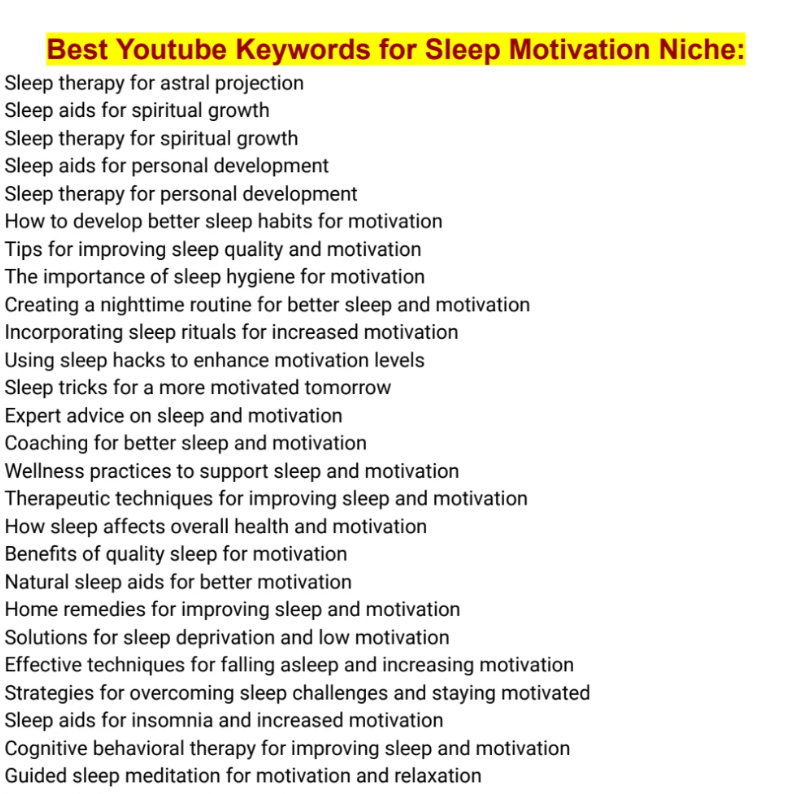 Best Youtube Keywords for Sleep Motivation Niche:
Sleep therapy for astral projection
Sleep aids for spiritual growth
Sleep therapy for spiritual growth
Sleep aids for personal development
Sleep therapy for personal development
How to develop better sleep habits for motivation
Tips for improving sleep quality and motivation
The importance of sleep hygiene for motivation
Creating a nighttime routine for better sleep and motivation
Incorporating sleep rituals for increased motivation
Using sleep hacks to enhance motivation levels
Sleep tricks for a more motivated tomorrow
Expert advice on sleep and motivation
Coaching for better sleep and motivation
Wellness practices to support sleep and motivation
Therapeutic techniques for improving sleep and motivation
How sleep affects overall health and motivation
Benefits of quality sleep for motivation
Natural sleep aids for better motivation
Home remedies for improving sleep and motivation
Solutions for sleep deprivation and low motivation
Effective techniques for falling asleep and increasing motivation
Strategies for overcoming sleep challenges and staying motivated
Sleep aids for insomnia and increased motivation
Cognitive behavioral therapy for improving sleep and motivation
Guided sleep meditation for motivation and relaxation